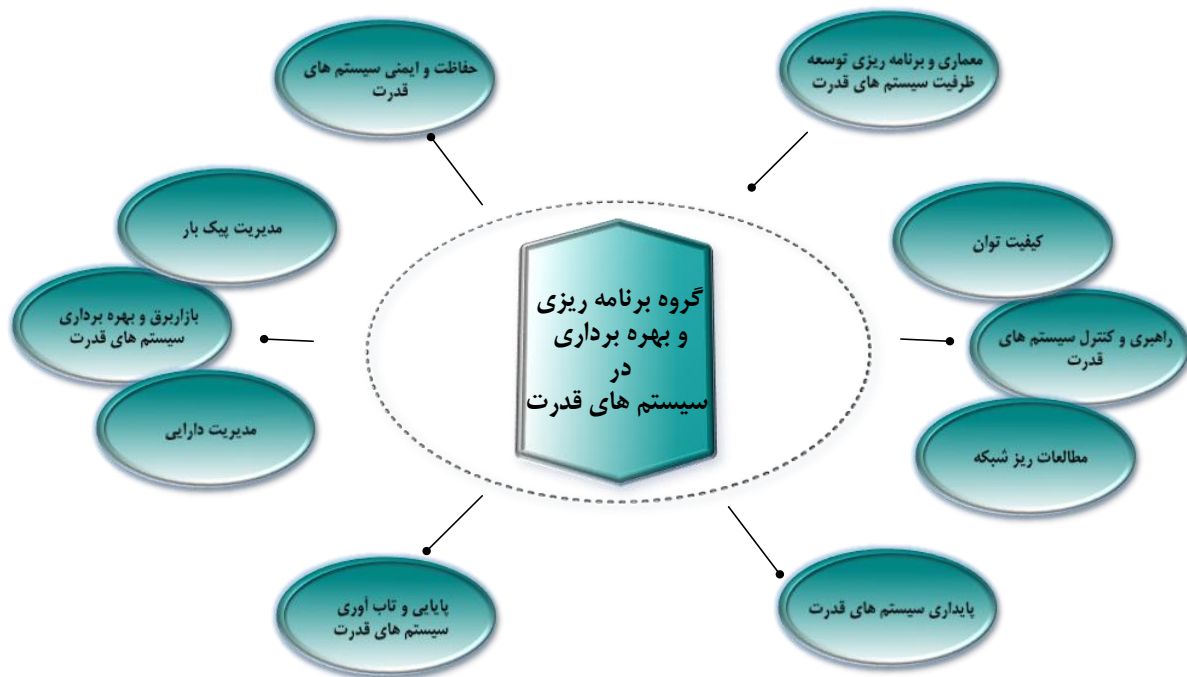 معماری و برنامه ریزی توسعه
ظرفیت سیستم های قدرت
حفاظت و ایمنی سیستم های
قدرت
کیفیت توان
راهبری و کنترل سیستم های
قدرت
مطالعات ریز شبکه
گروه برنامه ریزی
و بهره برداری
در
سیستم های قدرت
مدیریت پیک بار
بازاربرق و بهره برداری
سیستم های قدرت
مدیریت دارایی
پایداری سیستم های قدرت
پایایی و تاب آوری
سیستم های قدرت